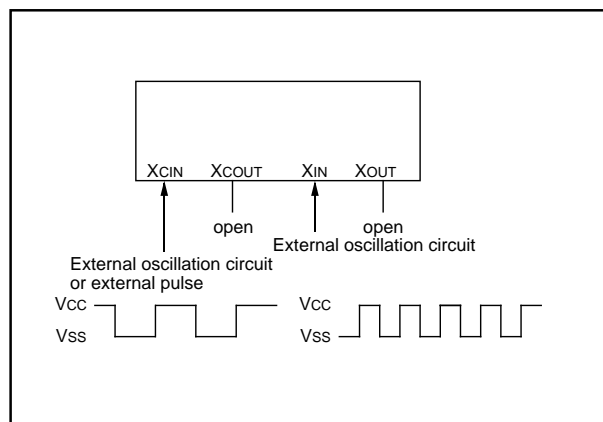 XCIN XCOUT XIN XOUT
open open
External oscillation circuit
External oscillation circuit
or external pulse
VCC VCC
VSS VSS